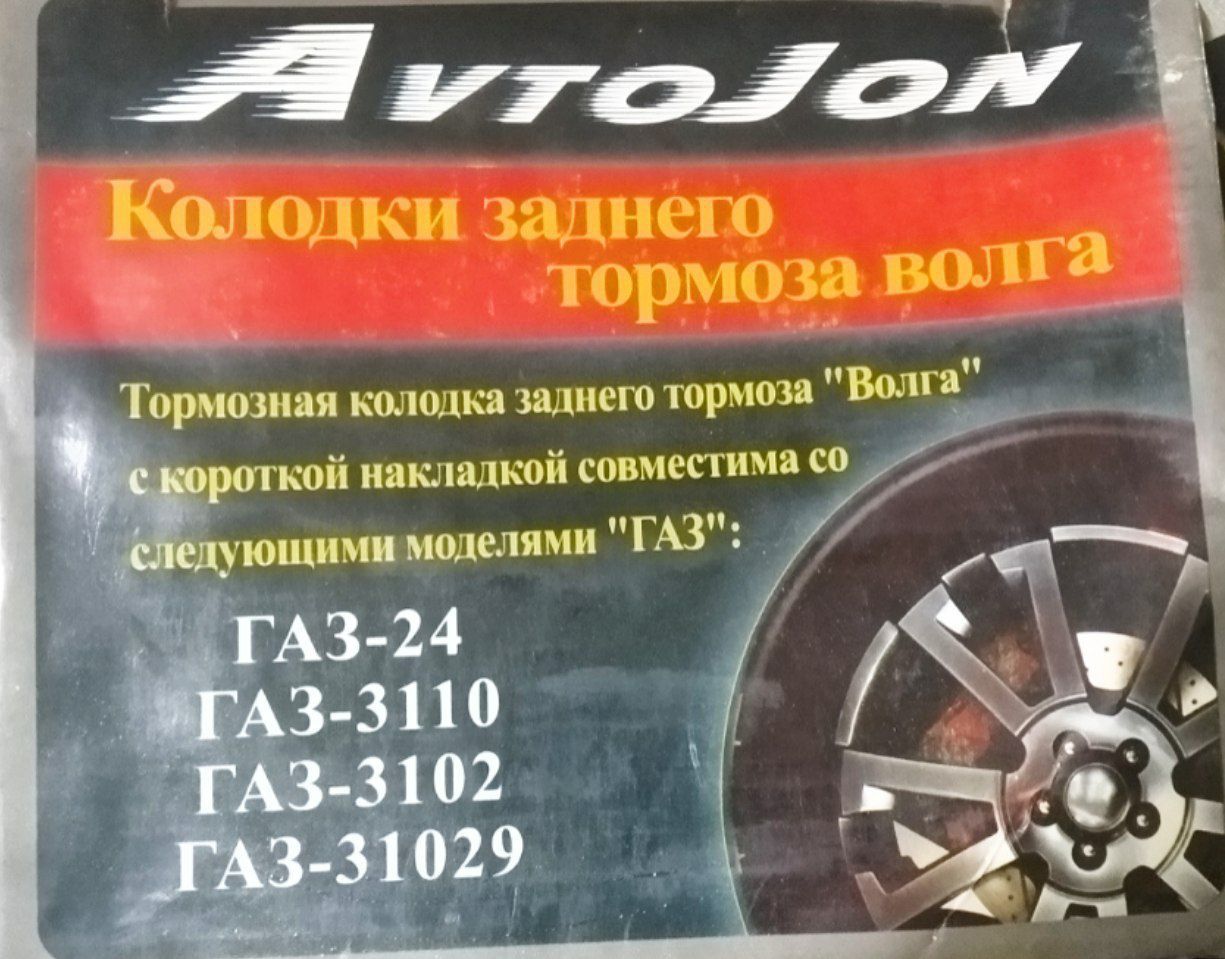 AVTOJON
Колодки заднего
тормоза волга
Тормозная колодка заднего тормоза "Волга"
с короткой накладкой совместима со
следующими моделями "ГАЗ":
ГАЗ-24
ГАЗ-3110
ГАЗ-3102
ГАЗ-31029